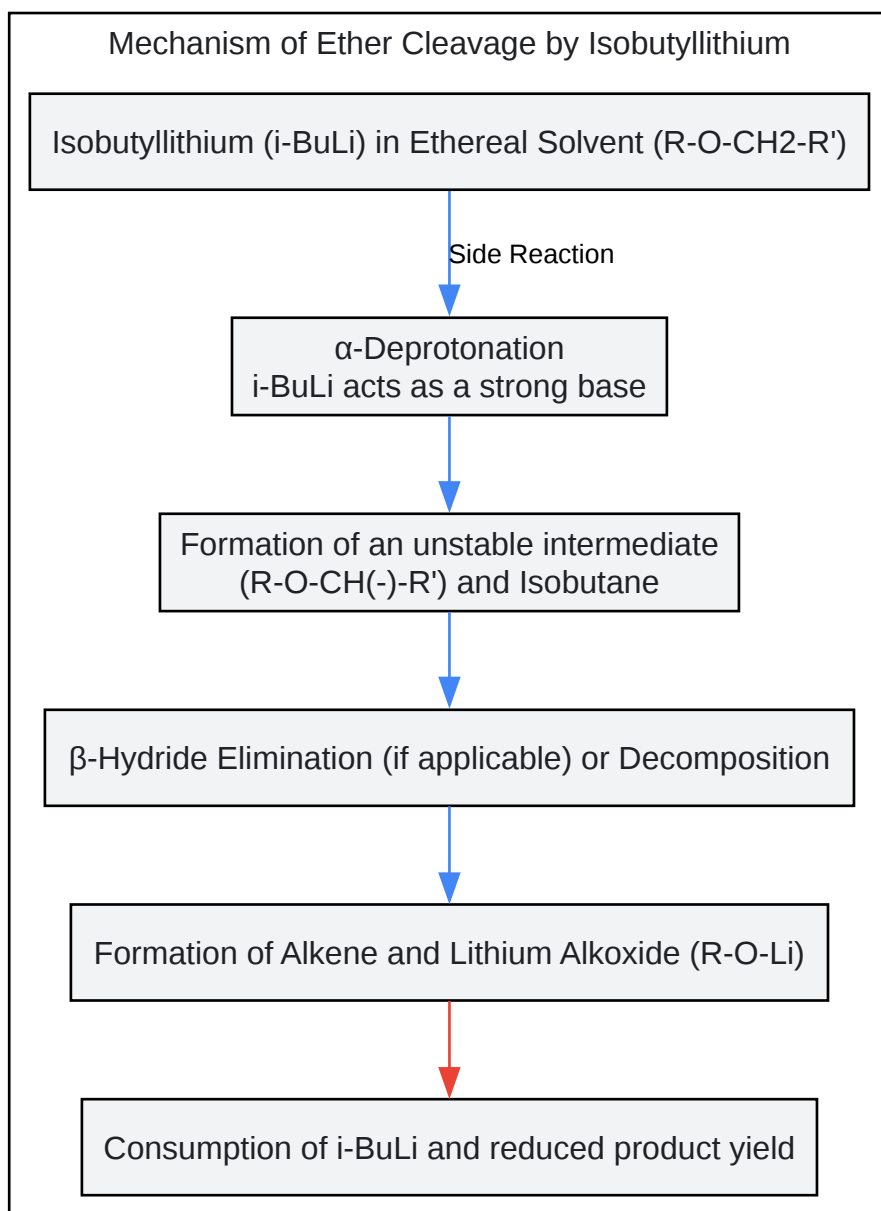 Mechanism of Ether Cleavage by Isobutyllithium
Isobutyllithium (i-BuLi) in Ethereal Solvent (R-O-CH2-R')
Side Reaction
α-Deprotonation
i-BuLi acts as a strong base
Formation of an unstable intermediate
(R-O-CH(-)-R') and Isobutane
β-Hydride Elimination (if applicable) or Decomposition
Formation of Alkene and Lithium Alkoxide (R-O-Li)
Consumption of i-BuLi and reduced product yield